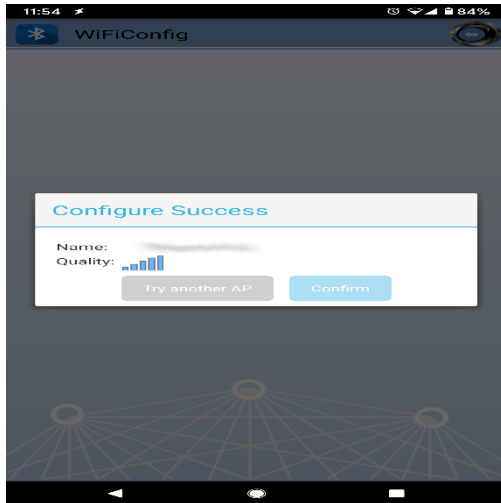 11:54 84%
WiFiConfig
Configure Success
Name:
Quality:
Try another AP Confirm